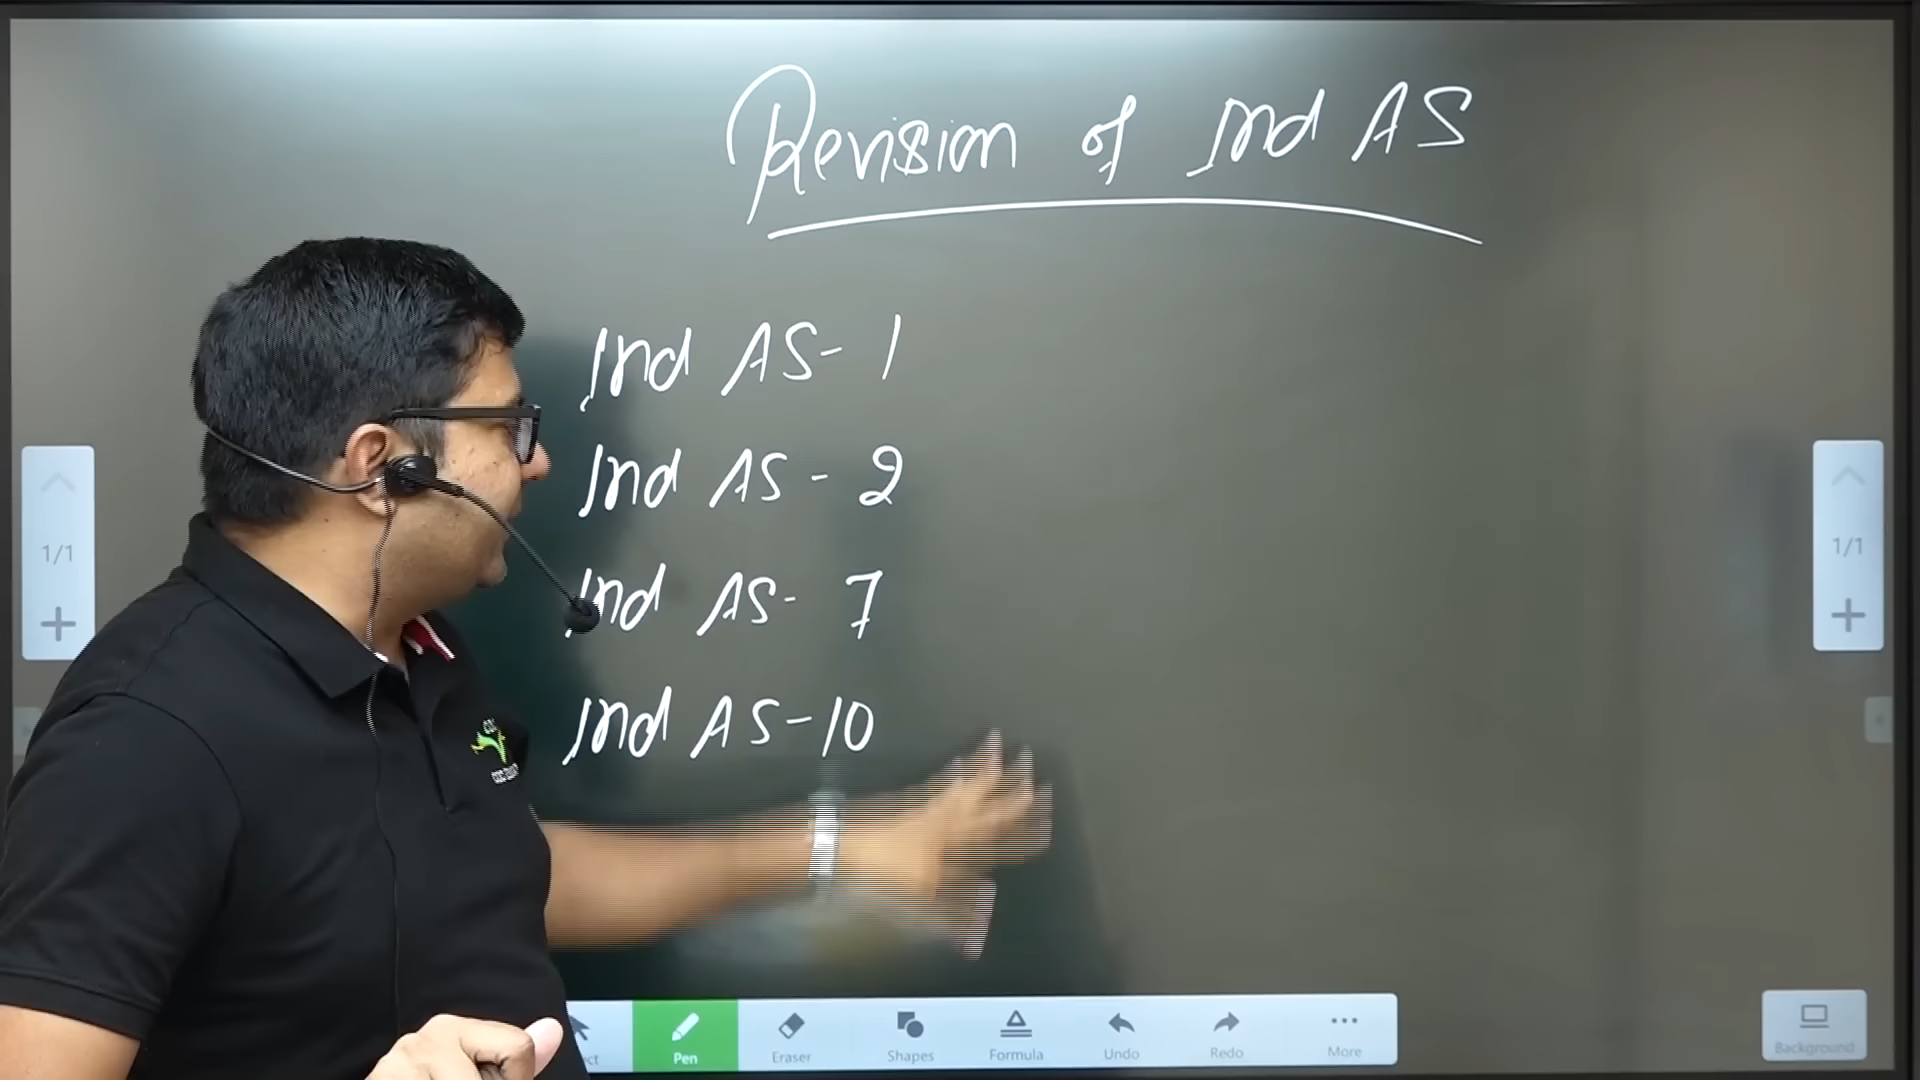 Revision of Ind AS
Ind AS- 1
Ind AS - 2
Ind AS- 7
Ind AS-10
1/1
1/1
Pen
Eraser
Shapes
Formula
Undo
Redo
More
Background